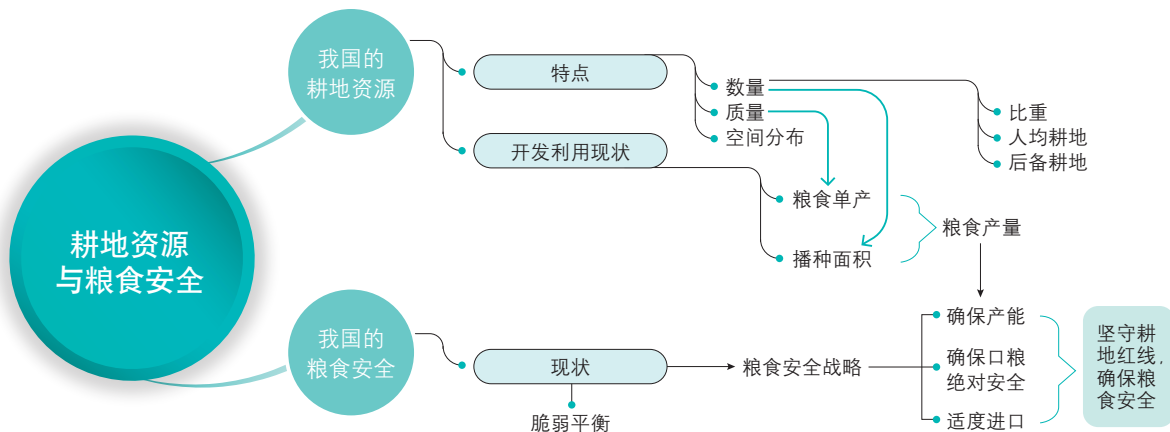 耕地资源
与粮食安全
我国的
耕地资源
特点
数量
质量
空间分布
比重
人均耕地
后备耕地
开发利用现状
粮食单产
播种面积
粮食产量
我国的
粮食安全
现状
脆弱平衡
粮食安全战略
确保产能
确保口粮
绝对安全
适度进口
坚守耕
地红线，
确保粮
食安全